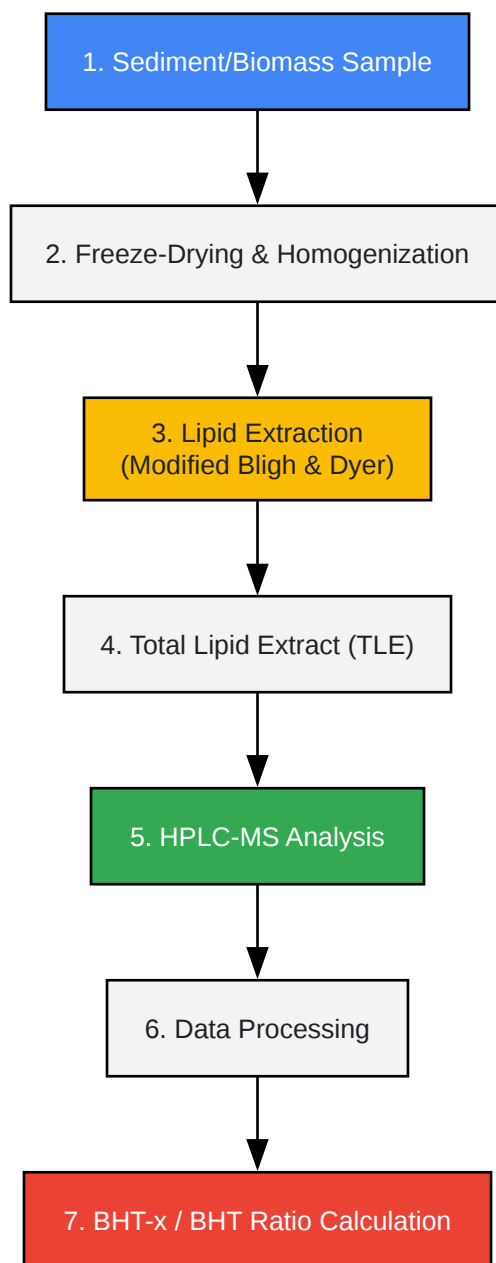 1. Sediment/Biomass Sample
2. Freeze-Drying & Homogenization
3. Lipid Extraction
(Modified Bligh & Dyer)
4. Total Lipid Extract (TLE)
5. HPLC-MS Analysis
6. Data Processing
7. BHT-x / BHT Ratio Calculation